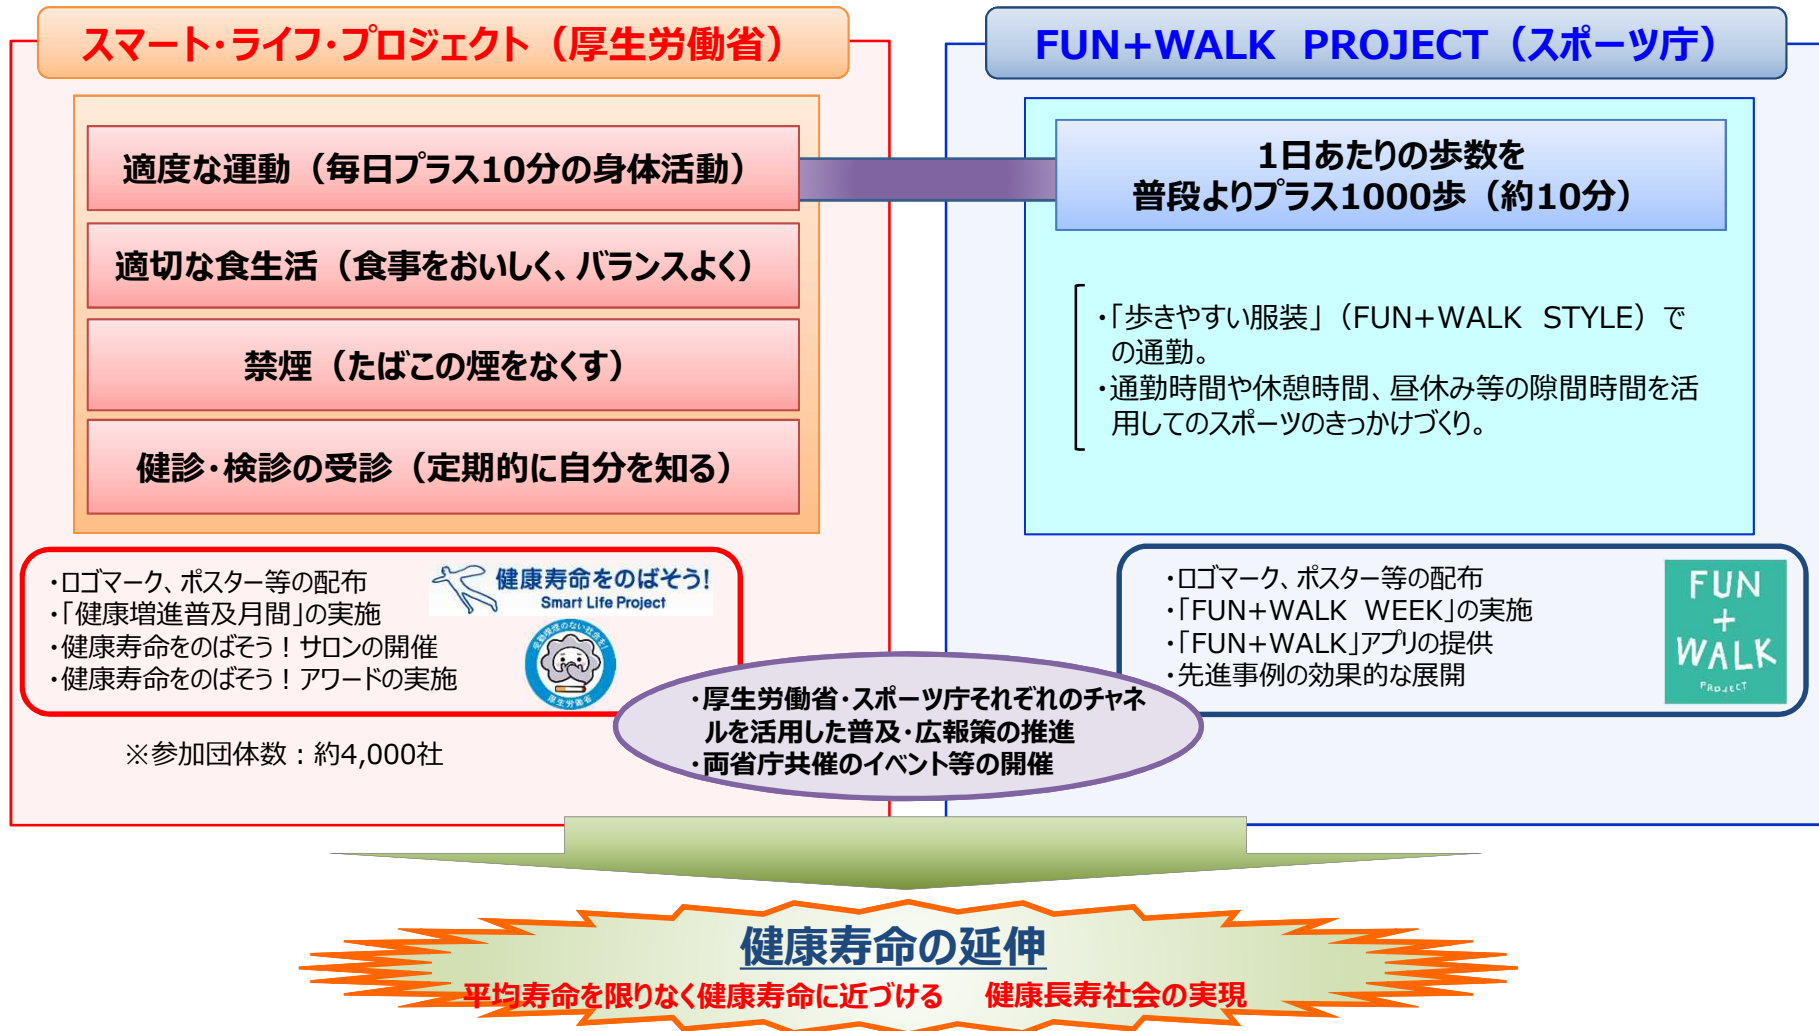 スマート・ライフ・プロジェクト（厚生労働省）
適度な運動（毎日プラス10分の身体活動）
適切な食生活（食事をおいしく、バランスよく）
禁煙（たばこの煙をなくす）
健診・検診の受診（定期的に自分を知る）
・ロゴマーク、ポスター等の配布
・「健康増進普及月間」の実施
・健康寿命をのばそう！サロンの開催
・健康寿命をのばそう！アワードの実施
健康寿命をのばそう!
Smart Life Project
受動喫煙のない社会を!
厚生労働省
※参加団体数：約4,000社
FUN+WALK PROJECT（スポーツ庁）
1日あたりの歩数を
普段よりプラス1000歩（約10分）
・「歩きやすい服装」（FUN+WALK STYLE）で
の通勤。
・通勤時間や休憩時間、昼休み等の隙間時間を活
用してのスポーツのきっかけづくり。
・ロゴマーク、ポスター等の配布
・「FUN+WALK WEEK」の実施
・「FUN+WALK」アプリの提供
・先進事例の効果的な展開
FUN
+
WALK
PROJECT
・厚生労働省・スポーツ庁それぞれのチャネ
ルを活用した普及・広報策の推進
・両省庁共催のイベント等の開催
健康寿命の延伸
平均寿命を限りなく健康寿命に近づける 健康長寿社会の実現